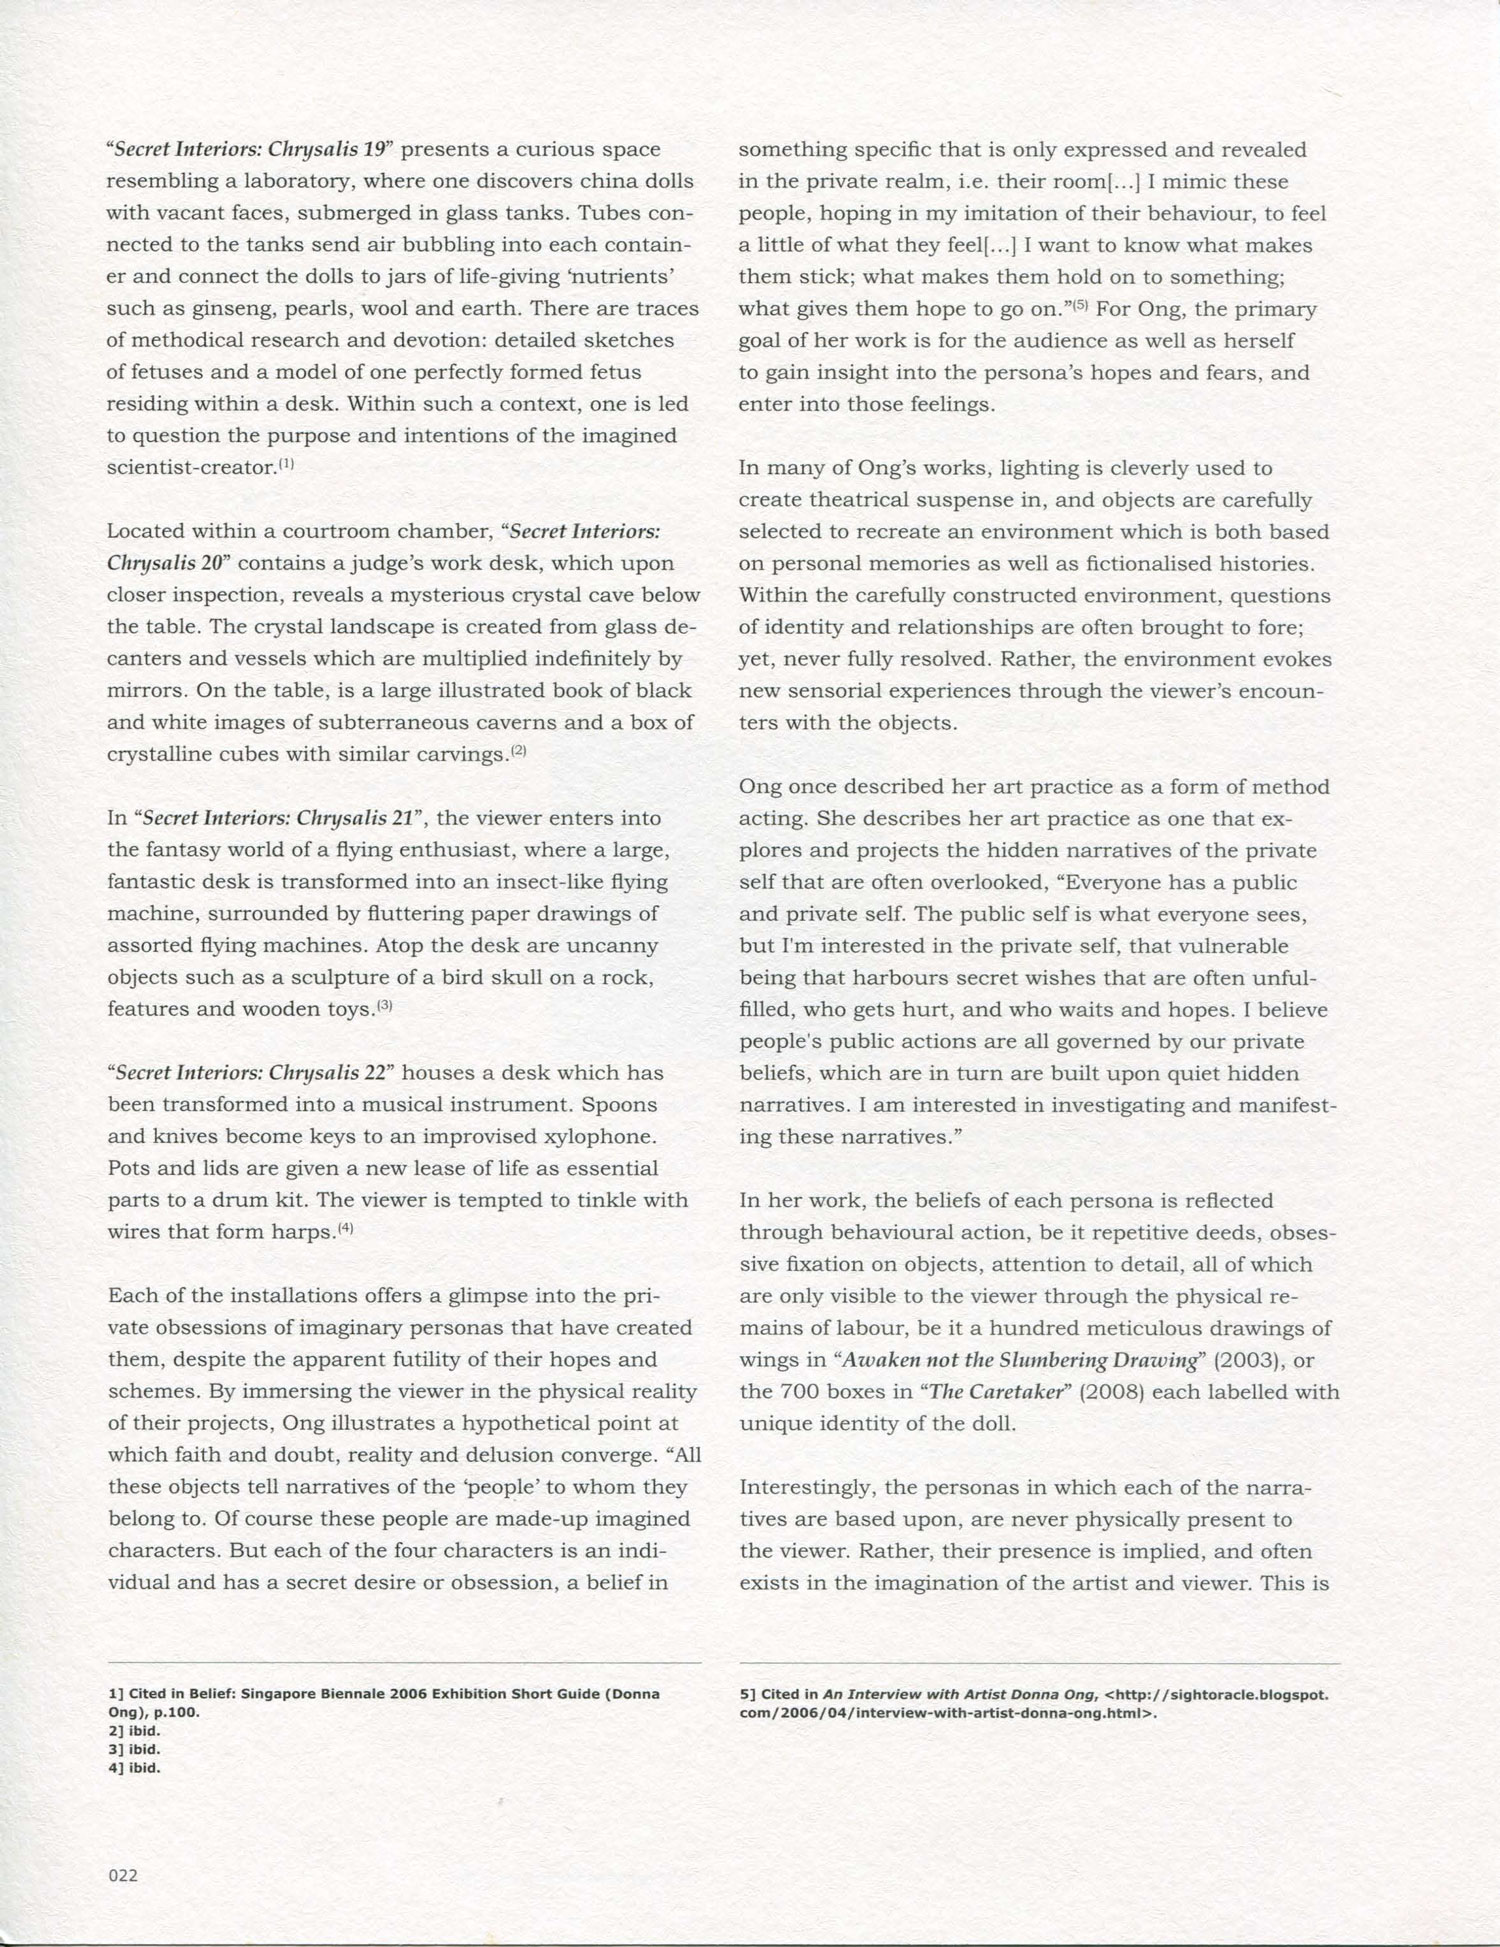 “Secret Interiors: Chrysalis 19” presents a curious space
resembling a laboratory, where one discovers china dolls
with vacant faces, submerged in glass tanks. Tubes con-
nected to the tanks send air bubbling into each contain-
er and connect the dolls to jars of life-giving ‘nutrients’
such as ginseng, pearls, wool and earth. There are traces
of methodical research and devotion: detailed sketches
of fetuses and a model of one perfectly formed fetus
residing within a desk. Within such a context, one is led
to question the purpose and intentions of the imagined
scientist-creator.(1)
Located within a courtroom chamber, “Secret Interiors:
Chrysalis 20” contains a judge’s work desk, which upon
closer inspection, reveals a mysterious crystal cave below
the table. The crystal landscape is created from glass de-
canters and vessels which are multiplied indefinitely by
mirrors. On the table, is a large illustrated book of black
and white images of subterraneous caverns and a box of
crystalline cubes with similar carvings.(2)
In “Secret Interiors: Chrysalis 21”, the viewer enters into
the fantasy world of a flying enthusiast, where a large,
fantastic desk is transformed into an insect-like flying
machine, surrounded by fluttering paper drawings of
assorted flying machines. Atop the desk are uncanny
objects such as a sculpture of a bird skull on a rock,
features and wooden toys.(3)
“Secret Interiors: Chrysalis 22” houses a desk which has
been transformed into a musical instrument. Spoons
and knives become keys to an improvised xylophone.
Pots and lids are given a new lease of life as essential
parts to a drum kit. The viewer is tempted to tinkle with
wires that form harps.(4)
Each of the installations offers a glimpse into the pri-
vate obsessions of imaginary personas that have created
them, despite the apparent futility of their hopes and
schemes. By immersing the viewer in the physical reality
of their projects, Ong illustrates a hypothetical point at
which faith and doubt, reality and delusion converge. “All
these objects tell narratives of the ‘people’ to whom they
belong to. Of course these people are made-up imagined
characters. But each of the four characters is an indi-
vidual and has a secret desire or obsession, a belief in
something specific that is only expressed and revealed
in the private realm, i.e. their room[...] I mimic these
people, hoping in my imitation of their behaviour, to feel
a little of what they feel[...] I want to know what makes
them stick; what makes them hold on to something;
what gives them hope to go on.”(5) For Ong, the primary
goal of her work is for the audience as well as herself
to gain insight into the persona’s hopes and fears, and
enter into those feelings.
In many of Ong’s works, lighting is cleverly used to
create theatrical suspense in, and objects are carefully
selected to recreate an environment which is both based
on personal memories as well as fictionalised histories.
Within the carefully constructed environment, questions
of identity and relationships are often brought to fore;
yet, never fully resolved. Rather, the environment evokes
new sensorial experiences through the viewer’s encoun-
ters with the objects.
Ong once described her art practice as a form of method
acting. She describes her art practice as one that ex-
plores and projects the hidden narratives of the private
self that are often overlooked, “Everyone has a public
and private self. The public self is what everyone sees,
but I'm interested in the private self, that vulnerable
being that harbours secret wishes that are often unful-
filled, who gets hurt, and who waits and hopes. I believe
people's public actions are all governed by our private
beliefs, which are in turn are built upon quiet hidden
narratives. I am interested in investigating and manifest-
ing these narratives.”
In her work, the beliefs of each persona is reflected
through behavioural action, be it repetitive deeds, obses-
sive fixation on objects, attention to detail, all of which
are only visible to the viewer through the physical re-
mains of labour, be it a hundred meticulous drawings of
wings in “Awaken not the Slumbering Drawing” (2003), or
the 700 boxes in “The Caretaker” (2008) each labelled with
unique identity of the doll.
Interestingly, the personas in which each of the narra-
tives are based upon, are never physically present to
the viewer. Rather, their presence is implied, and often
exists in the imagination of the artist and viewer. This is
1] Cited in Belief: Singapore Biennale 2006 Exhibition Short Guide (Donna
Ong), p.100.
2] ibid.
3] ibid.
4] ibid.
5] Cited in An Interview with Artist Donna Ong, <http://sightoracle.blogspot.
com/2006/04/interview-with-artist-donna-ong.html>.
022